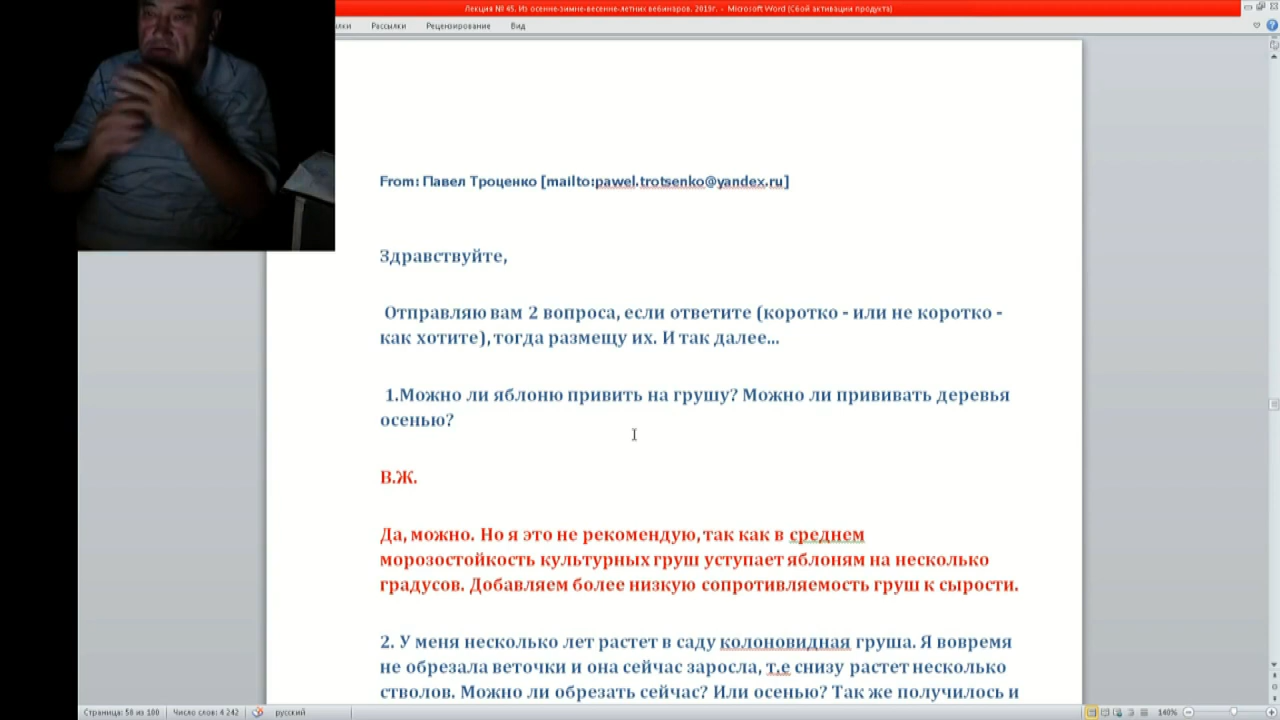 Лекция № 45. Из осенне-зимне-весенне-летних вебинаров. 2019г. - Microsoft Word (Сбой активации продукта)
Рассылки Рецензирование Вид
From: Павел Троценко [mailto:pawel.trotsenko@yandex.ru]
Здравствуйте,
Отправляю вам 2 вопроса, если ответите (коротко - или не коротко -
как хотите), тогда размещу их. И так далее...
1.Можно ли яблоню привить на грушу? Можно ли прививать деревья
осенью?
В.Ж.
Да, можно. Но я это не рекомендую, так как в среднем
морозостойкость культурных груш уступает яблоням на несколько
градусов. Добавляем более низкую сопротивляемость груш к сырости.
2. У меня несколько лет растет в саду колоновидная груша. Я вовремя
не обрезала веточки и она сейчас заросла, т.е снизу растет несколько
стволов. Можно ли обрезать сейчас? Или осенью? Так же получилось и
Страница: 58 из 100 Число слов: 4 242 русский 140%